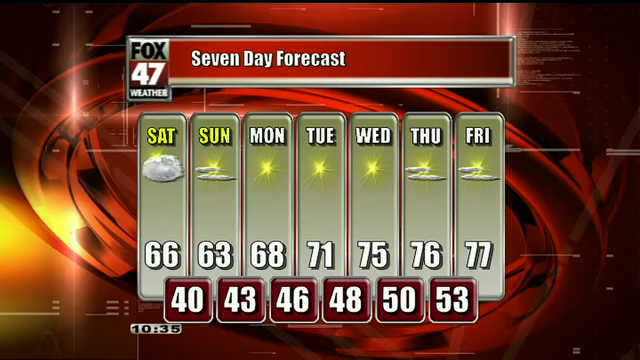 FOX
47
WEATHER
Seven Day Forecast
SAT SUN MON TUE WED THU FRI
66 63 68 71 75 76 77
40 43 46 48 50 53
10:35